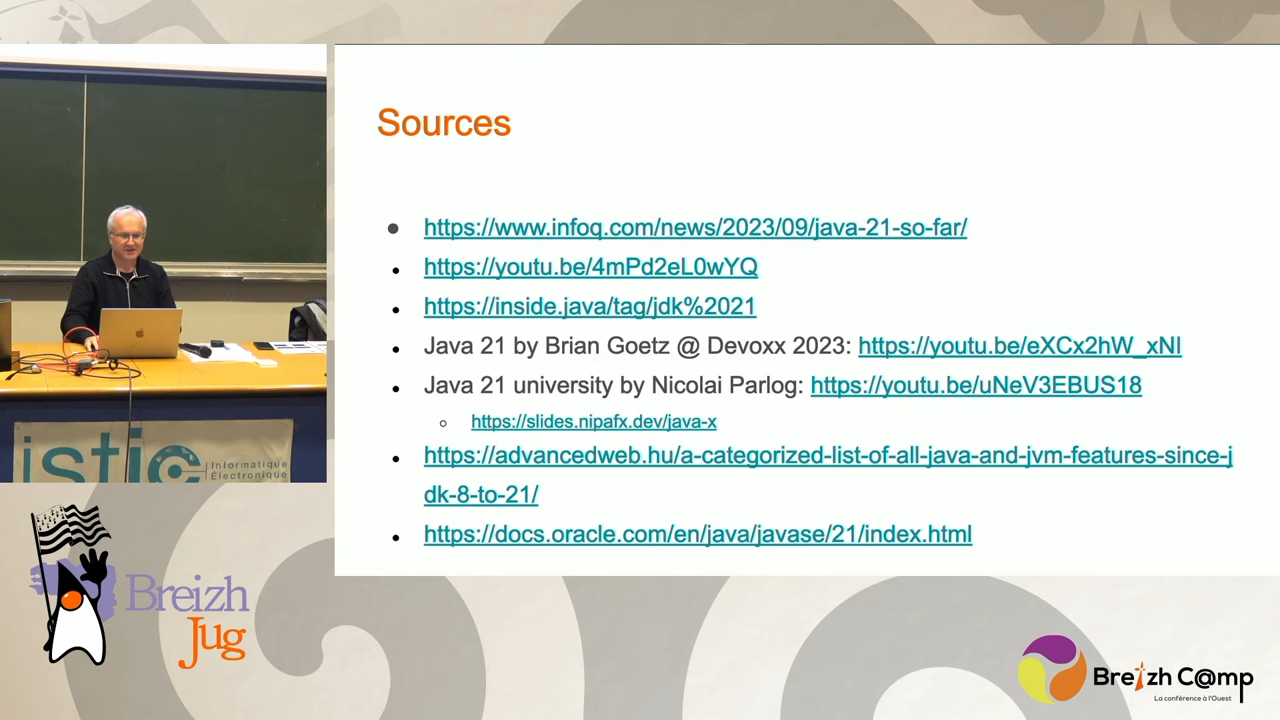 Sources
https://www.infoq.com/news/2023/09/java-21-so-far/
https://youtu.be/4mPd2eL0wYQ
https://inside.java/tag/jdk%2021
Java 21 by Brian Goetz @ Devoxx 2023: https://youtu.be/eXCx2hW_xNI
Java 21 university by Nicolai Parlog: https://youtu.be/uNeV3EBUS18
https://slides.nipafx.dev/java-x
https://advancedweb.hu/a-categorized-list-of-all-java-and-jvm-features-since-j
dk-8-to-21/
https://docs.oracle.com/en/java/javase/21/index.html
istic
Informatique
Électronique
Breizh
Jug
Breizh C@mp
La conférence à l'Ouest